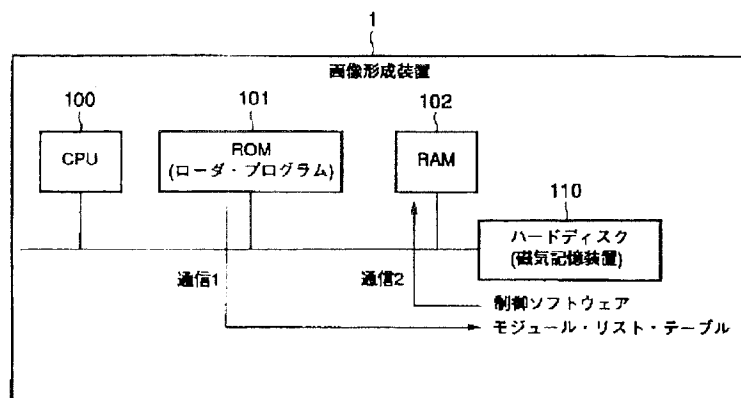 1
画像形成装置
100
101
102
CPU
ROM
(ローダ・プログラム)
RAM
110
ハードディスク
(磁気記憶装置)
通信1
通信2
制御ソフトウェア
モジュール・リスト・テーブル